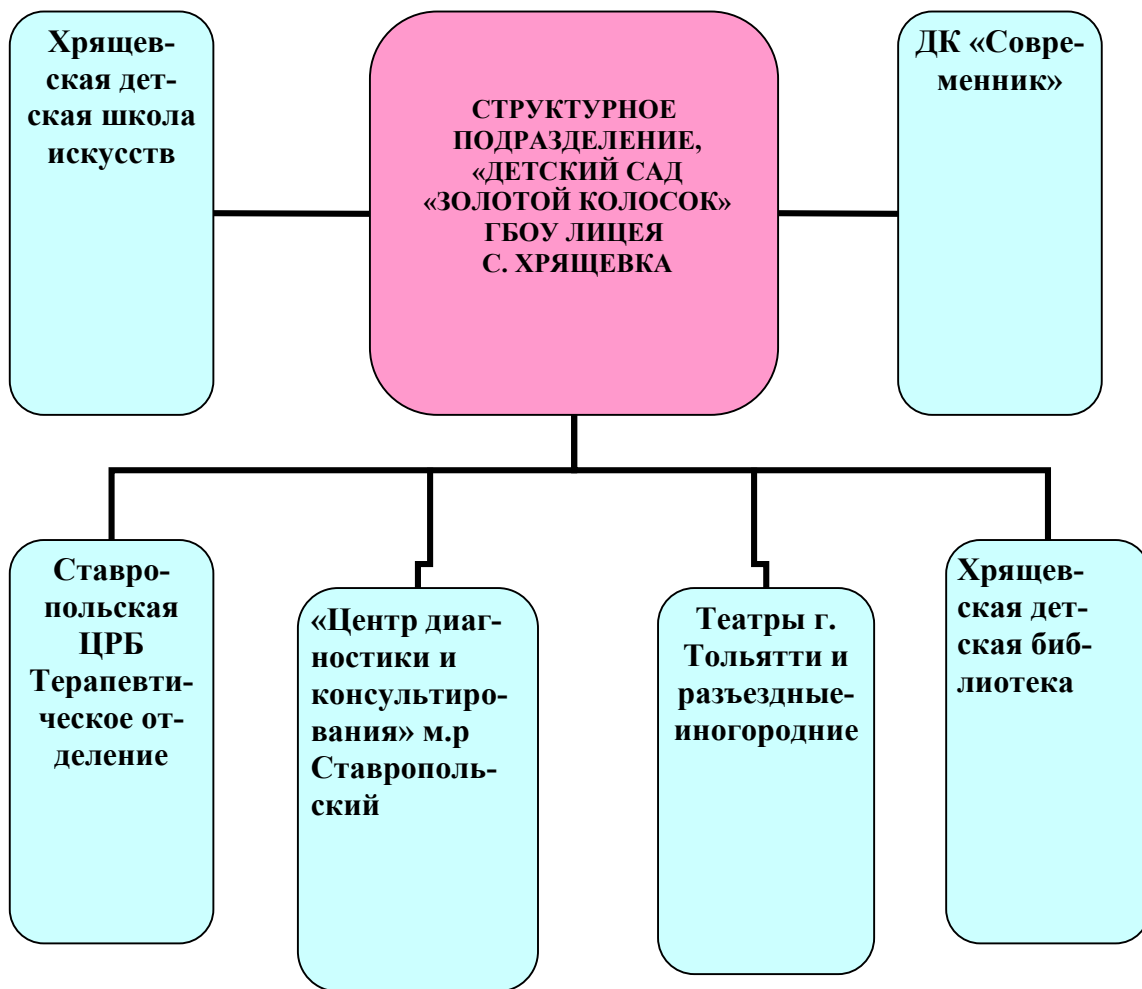 Хрящев-
ская дет-
ская школа
искусств
СТРУКТУРНОЕ
ПОДРАЗДЕЛЕНИЕ,
«ДЕТСКИЙ САД
«ЗОЛОТОЙ КОЛОСОК»
ГБОУ ЛИЦЕЯ
С. ХРЯЩЕВКА
ДК «Совре-
менник»
Ставро-
польская
ЦРБ
Терапевти-
ческое от-
деление
«Центр диаг-
ностики и
консультиро-
вания» м.р
Ставрополь-
ский
Театры г.
Тольятти и
разъездные-
иногородние
Хрящев-
ская дет-
ская биб-
лиотека